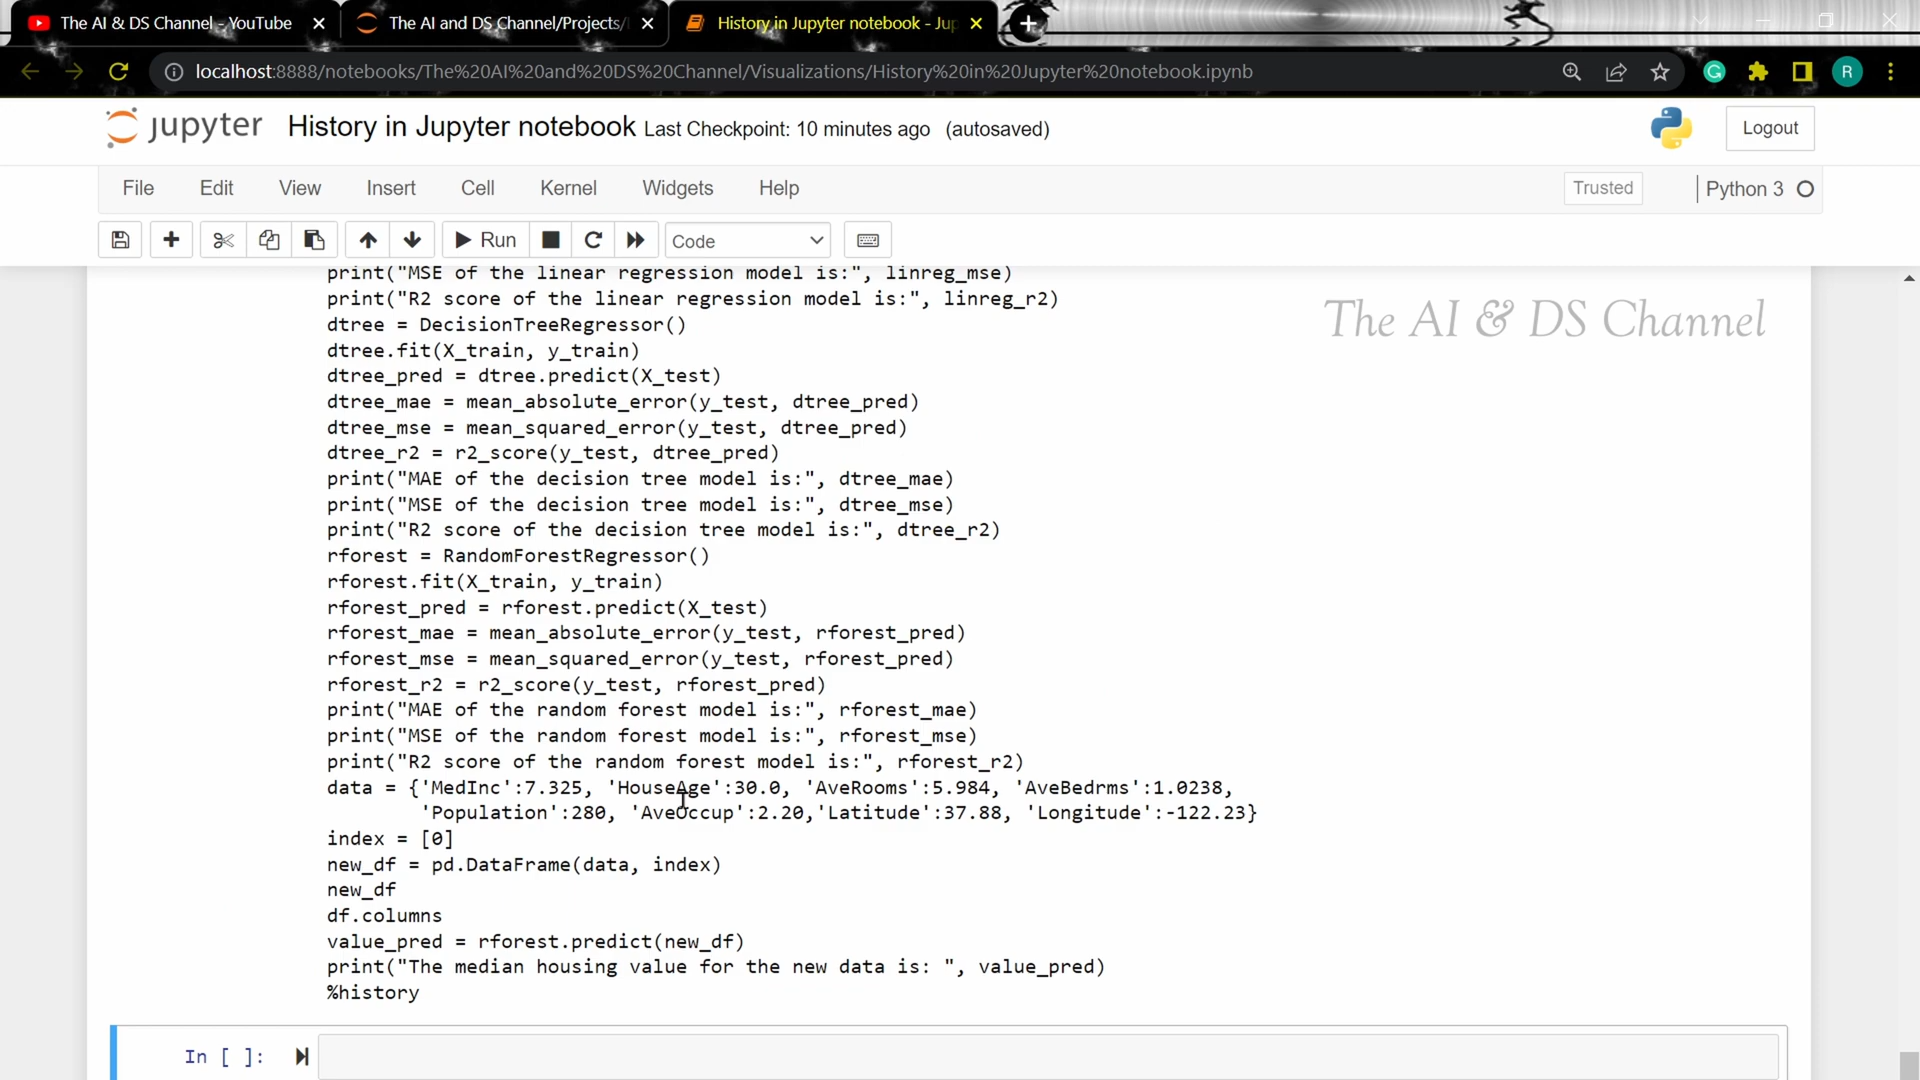 The AI & DS Channel - YouTube
The AI and DS Channel/Projects/
History in Jupyter notebook - Jup
localhost:8888/notebooks/The%20AI%20and%20DS%20Channel/Visualizations/History%20in%20Jupyter%20notebook.ipynb
G
R
jupyter History in Jupyter notebook Last Checkpoint: 10 minutes ago (autosaved)
Logout
File Edit View Insert Cell Kernel Widgets Help
Trusted
Python 3
Run
Code
print("MSE of the linear regression model is:", linreg_mse)
print("R2 score of the linear regression model is:", linreg_r2)
The AI & DS Channel
dtree = DecisionTreeRegressor()
dtree.fit(X_train, y_train)
dtree_pred = dtree.predict(X_test)
dtree_mae = mean_absolute_error(y_test, dtree_pred)
dtree_mse = mean_squared_error(y_test, dtree_pred)
dtree_r2 = r2_score(y_test, dtree_pred)
print("MAE of the decision tree model is:", dtree_mae)
print("MSE of the decision tree model is:", dtree_mse)
print("R2 score of the decision tree model is:", dtree_r2)
rforest = RandomForestRegressor()
rforest.fit(X_train, y_train)
rforest_pred = rforest.predict(X_test)
rforest_mae = mean_absolute_error(y_test, rforest_pred)
rforest_mse = mean_squared_error(y_test, rforest_pred)
rforest_r2 = r2_score(y_test, rforest_pred)
print("MAE of the random forest model is:", rforest_mae)
print("MSE of the random forest model is:", rforest_mse)
print("R2 score of the random forest model is:", rforest_r2)
data = {'MedInc':7.325, 'HouseAge':30.0, 'AveRooms':5.984, 'AveBedrms':1.0238,
'Population':280, 'AveOccup':2.20,'Latitude':37.88, 'Longitude':-122.23}
index = [0]
new_df = pd.DataFrame(data, index)
new_df
df.columns
value_pred = rforest.predict(new_df)
print("The median housing value for the new data is: ", value_pred)
%history
In [ ]: